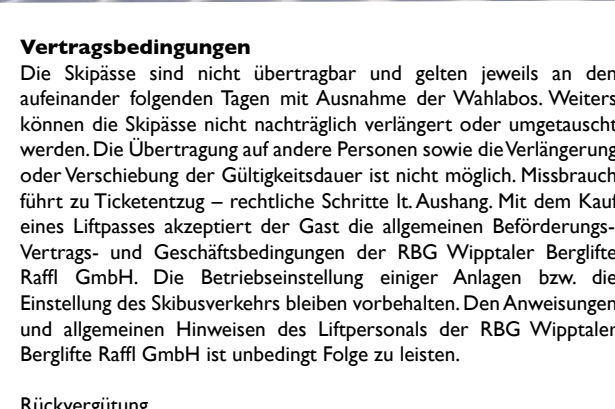 Vertragsbedingungen
Die Skipässe sind nicht übertragbar und gelten jeweils an den
aufeinander folgenden Tagen mit Ausnahme der Wahlabos. Weiters
können die Skipässe nicht nachträglich verlängert oder umgetauscht
werden. Die Übertragung auf andere Personen sowie die Verlängerung
oder Verschiebung der Gültigkeitsdauer ist nicht möglich. Missbrauch
führt zu Ticketentzug – rechtliche Schritte lt. Aushang. Mit dem Kauf
eines Liftpasses akzeptiert der Gast die allgemeinen Beförderungs-
Vertrags- und Geschäftsbedingungen der RBG Wipptaler Berglifte
Raffl GmbH. Die Betriebseinstellung einiger Anlagen bzw. die
Einstellung des Skibusverkehrs bleiben vorbehalten. Den Anweisungen
und allgemeinen Hinweisen des Liftpersonals der RBG Wipptaler
Berglifte Raffl GmbH ist unbedingt Folge zu leisten.
Rückvergütung